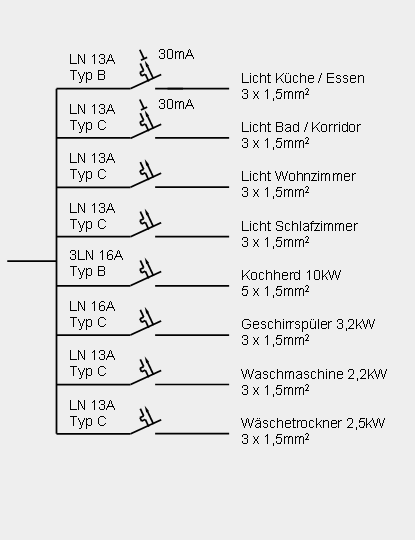 LN 13A
Typ B
30mA
Licht Küche / Essen
3 x 1,5mm²
LN 13A
Typ C
30mA
Licht Bad / Korridor
3 x 1,5mm²
LN 13A
Typ C
Licht Wohnzimmer
3 x 1,5mm²
LN 13A
Typ C
Licht Schlafzimmer
3 x 1,5mm²
3LN 16A
Typ B
Kochherd 10kW
5 x 1,5mm²
LN 16A
Typ C
Geschirrspüler 3,2kW
3 x 1,5mm²
LN 13A
Typ C
Waschmaschine 2,2kW
3 x 1,5mm²
LN 13A
Typ C
Wäschetrockner 2,5kW
3 x 1,5mm²